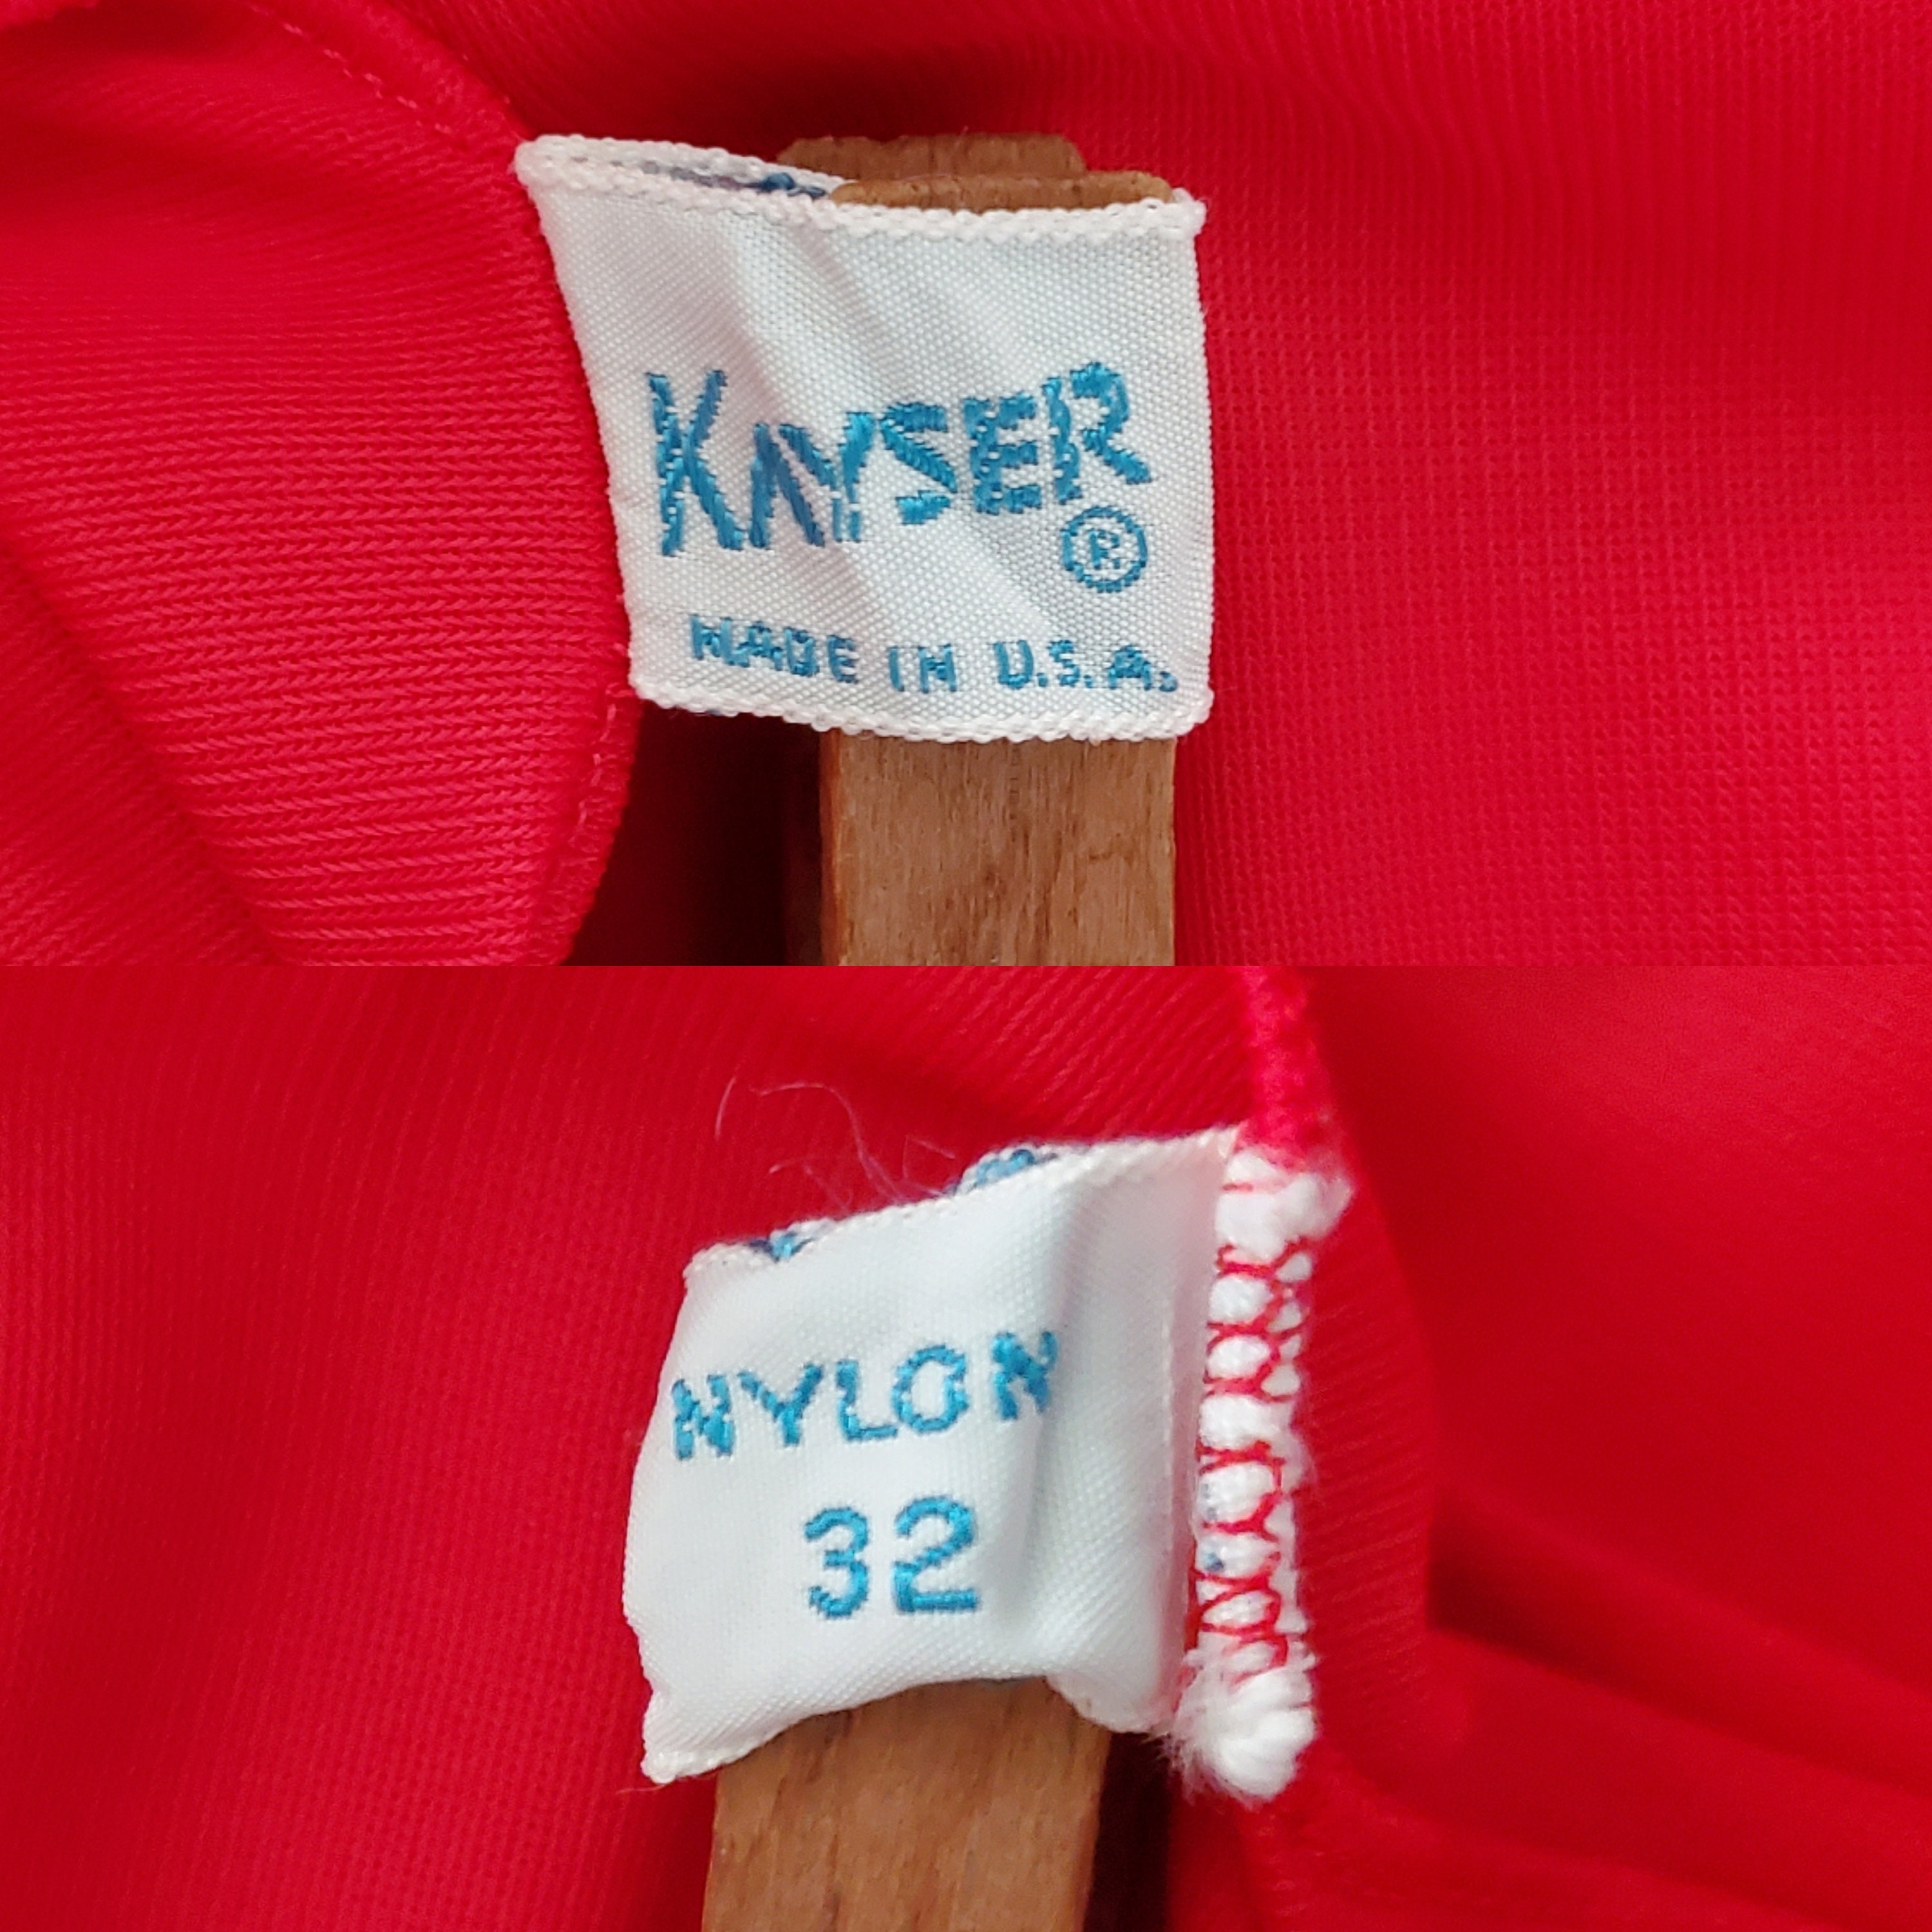 KAYSER
®
MADE IN U.S.A.
NYLON
32